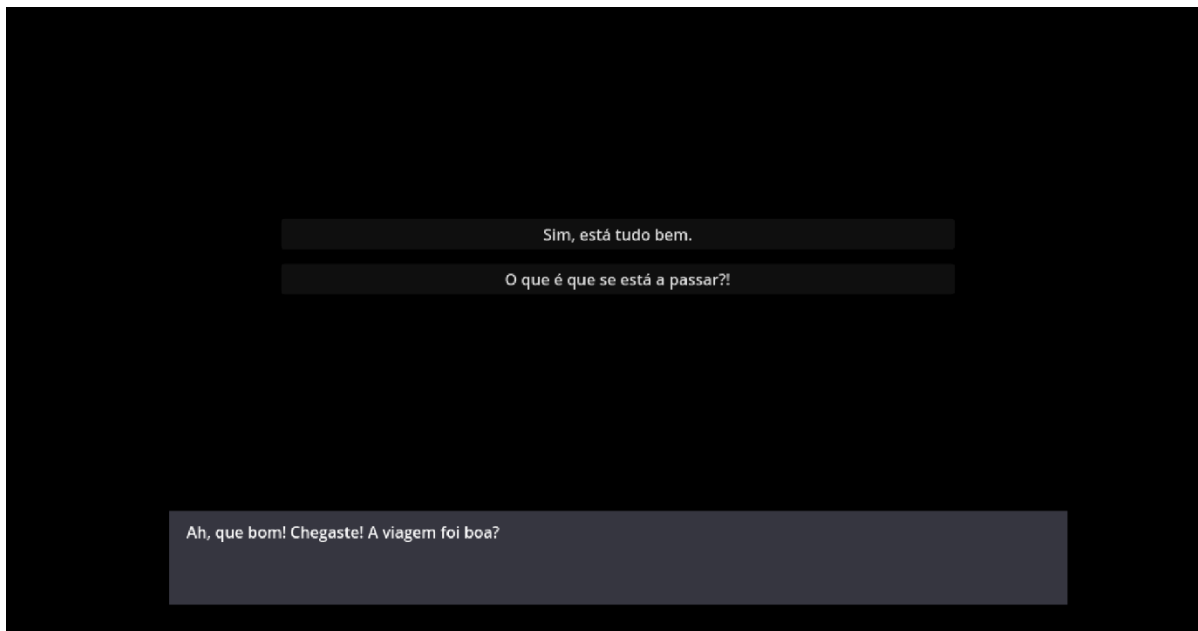 Sim, está tudo bem.
O que é que se está a passar?!
Ah, que bom! Chegaste! A viagem foi boa?